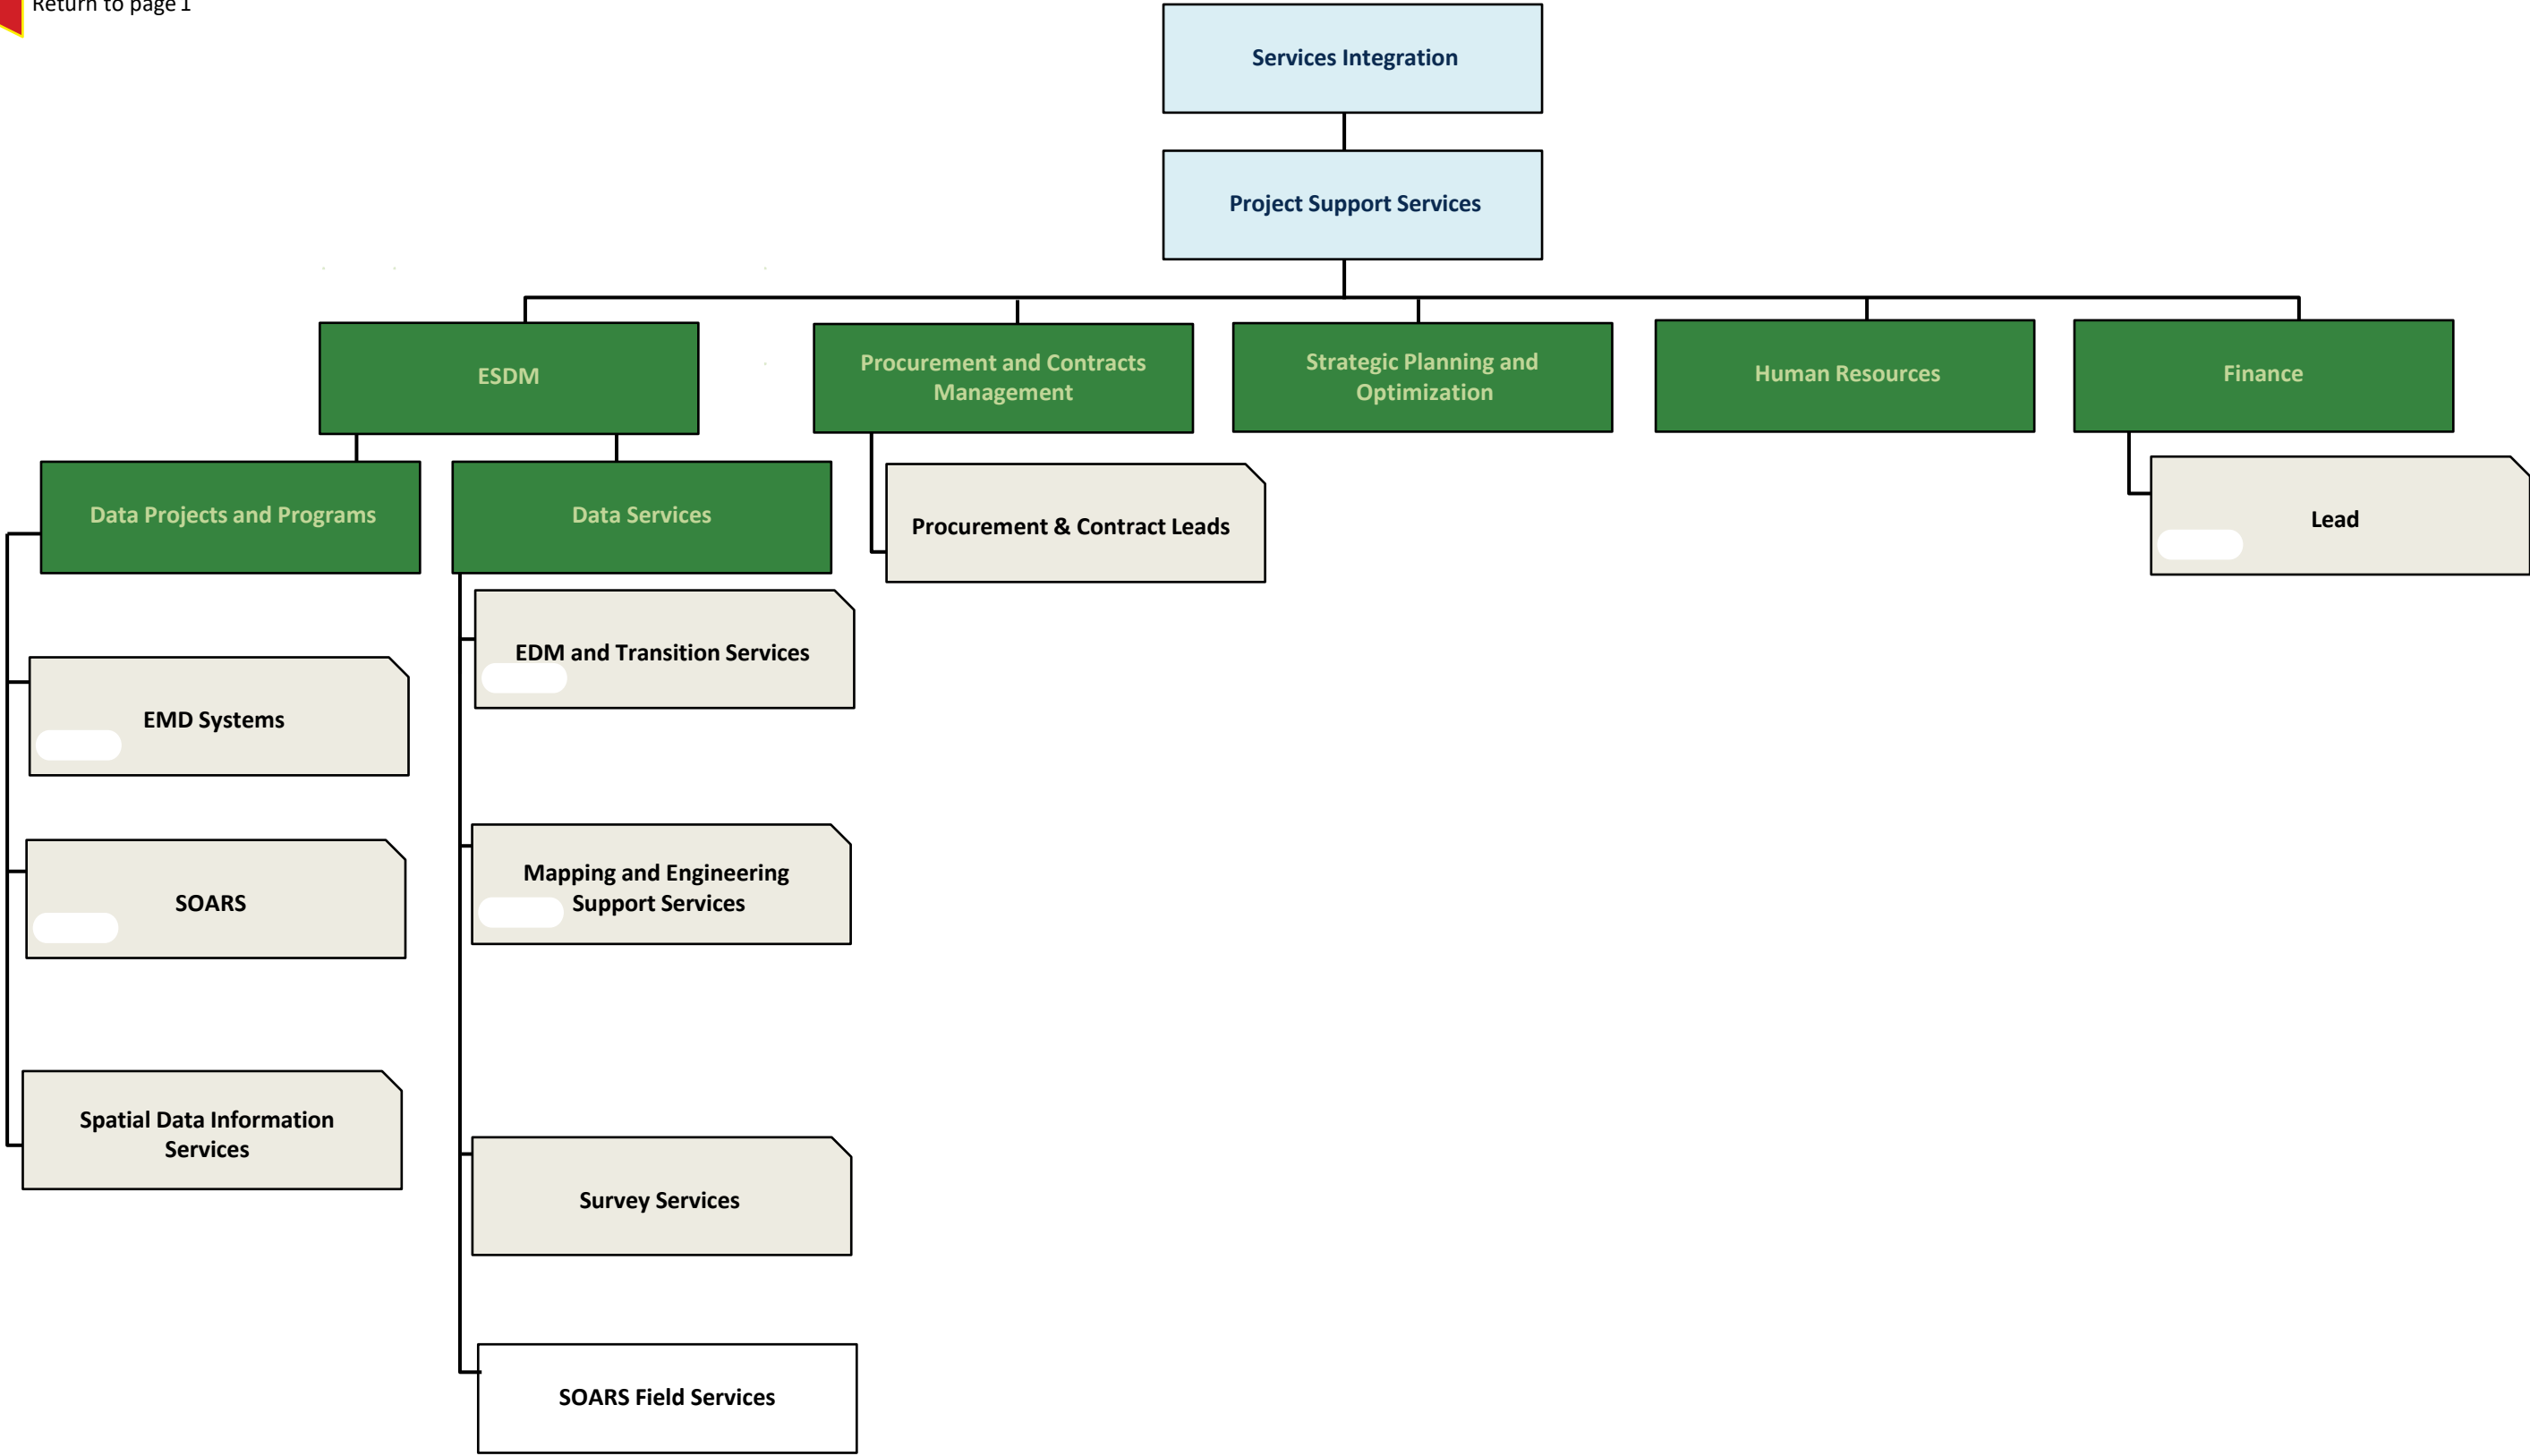 Return to page 1
Services Integration
Project Support Services
ESDM
Procurement and Contracts
Management
Strategic Planning and
Optimization
Human Resources
Finance
Data Projects and Programs
Data Services
Procurement & Contract Leads
Lead
EDM and Transition Services
EMD Systems
Mapping and Engineering
Support Services
SOARS
Spatial Data Information
Services
Survey Services
SOARS Field Services